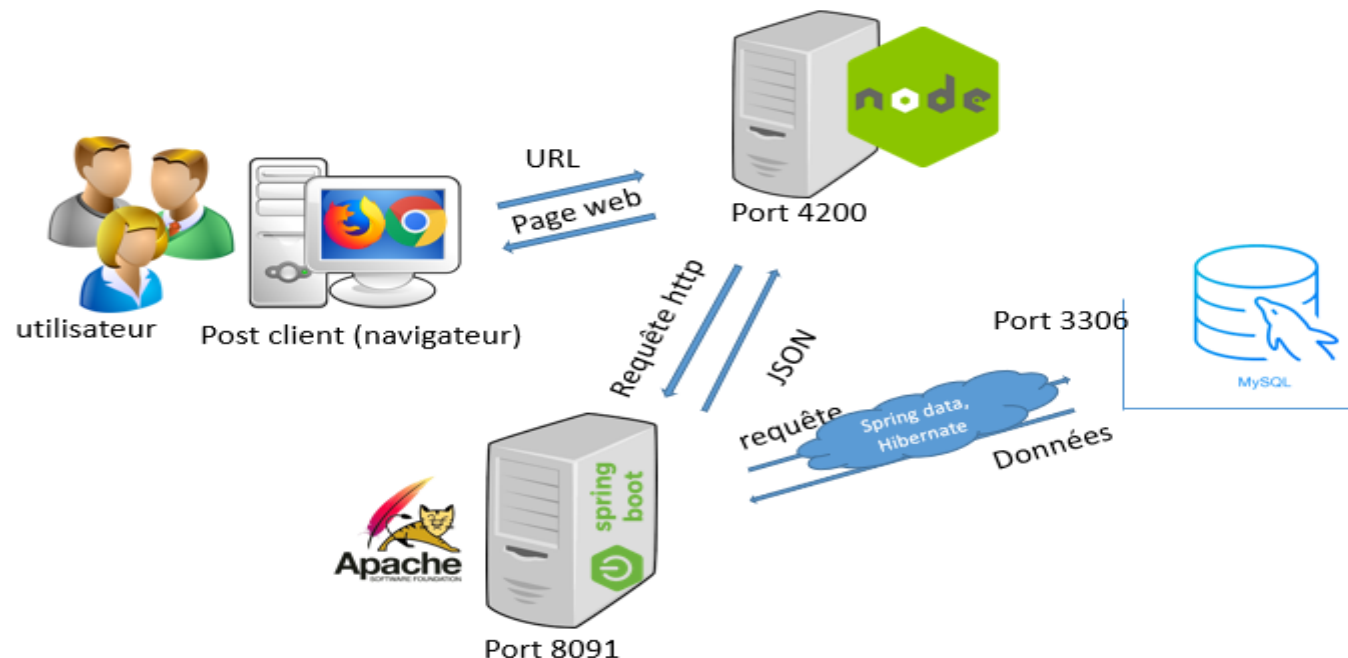 node
URL
Page web
Port 4200
utilisateur
Post client (navigateur)
Requête http
JSON
Port 3306
MySQL
requête
Spring data,
Hibernate
Données
spring
boot
Apache
SOFTWARE FOUNDATION
Port 8091